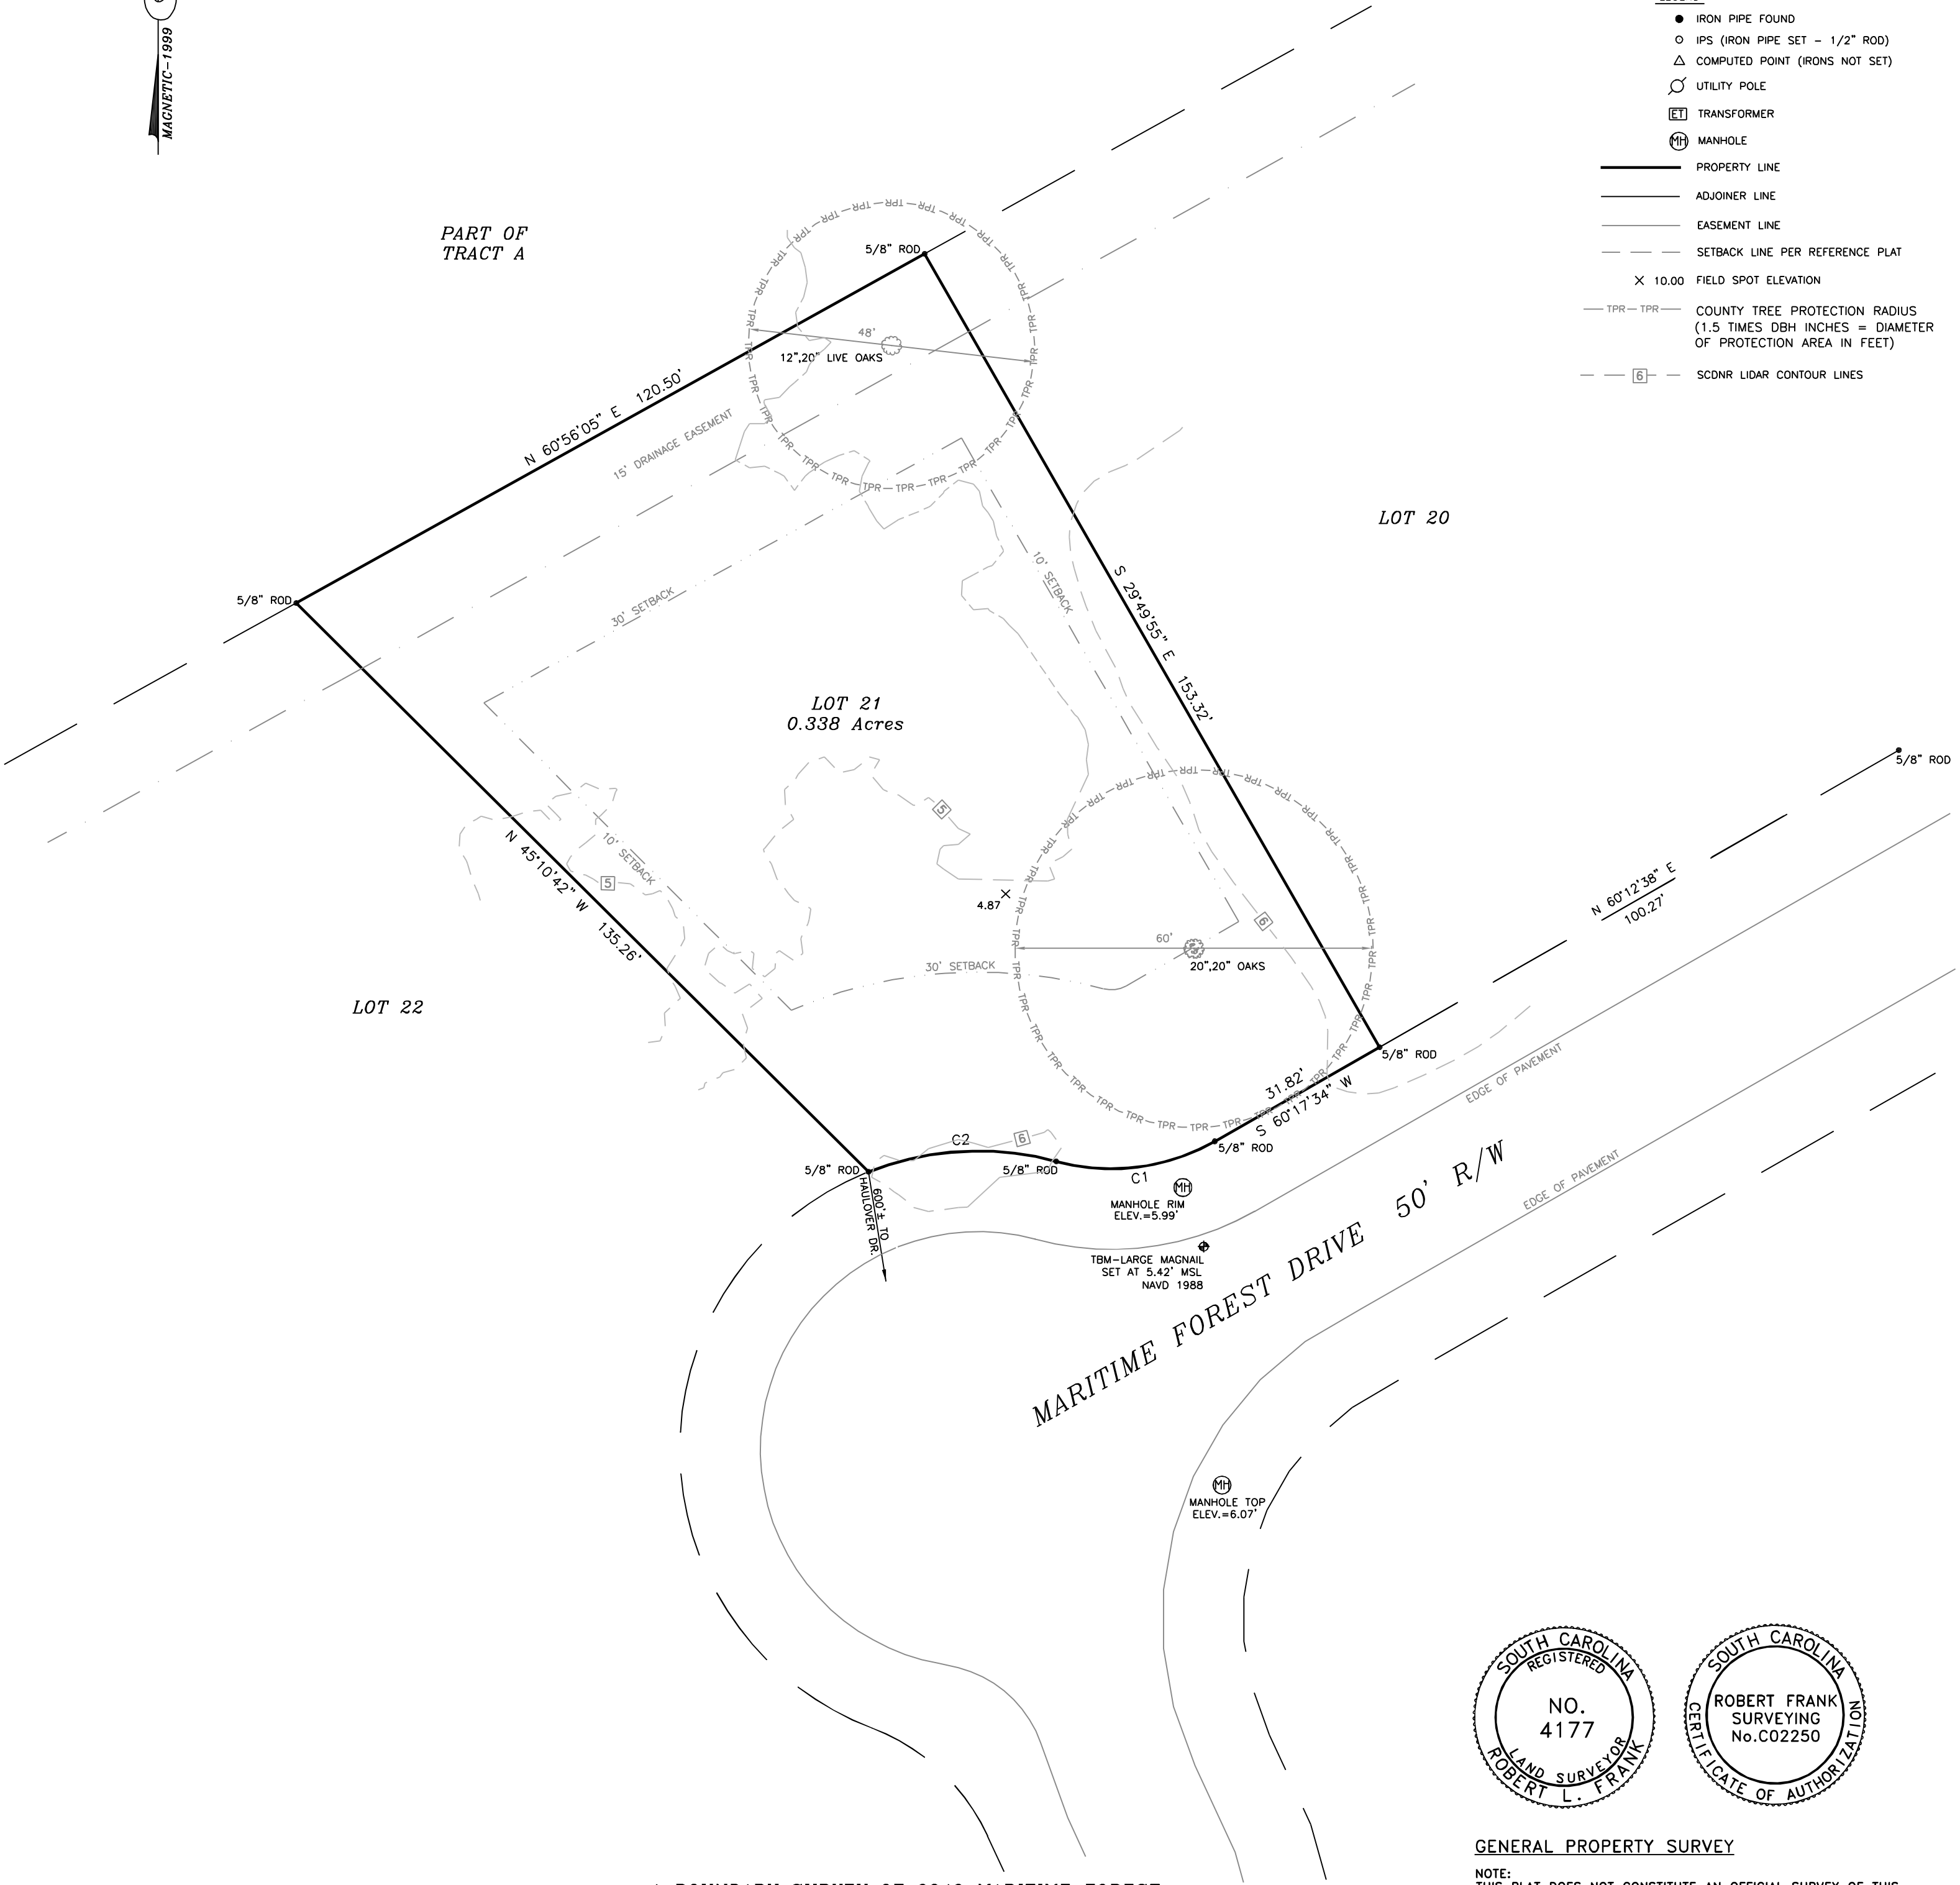 MAGNETIC-1999
IRON PIPE FOUND
IPS (IRON PIPE SET - 1/2" ROD)
COMPUTED POINT (IRONS NOT SET)
UTILITY POLE
ET TRANSFORMER
MH MANHOLE
PROPERTY LINE
ADJOINER LINE
EASEMENT LINE
SETBACK LINE PER REFERENCE PLAT
× 10.00 FIELD SPOT ELEVATION
TPR TPR COUNTY TREE PROTECTION RADIUS
(1.5 TIMES DBH INCHES = DIAMETER
OF PROTECTION AREA IN FEET)
6 SCDNR LIDAR CONTOUR LINES
PART OF
TRACT A
5/8" ROD
48'
12",20" LIVE OAKS
N 60°56'05" E 120.50'
15' DRAINAGE EASEMENT
30' SETBACK
5/8" ROD
10' SETBACK
S 29°49'55" E 153.32'
LOT 20
LOT 21
0.338 Acres
5/8" ROD
5
10' SETBACK
5
N 45°10'42" W 135.26'
4.87
6
60'
20",20" OAKS
30' SETBACK
LOT 22
N 60°12'38" E
100.27'
5/8" ROD
31.82'
S 60°17'34" W
5/8" ROD
EDGE OF PAVEMENT
C2
6
5/8" ROD
5/8" ROD
C1
MH
MANHOLE RIM
ELEV.=5.99'
600'± TO
HAULOVER DR.
TBM-LARGE MAGNAIL
SET AT 5.42' MSL
NAVD 1988
EDGE OF PAVEMENT
MARITIME FOREST DRIVE 50' R/W
MH
MANHOLE TOP
ELEV.=6.07'
SOUTH CAROLINA
REGISTERED
NO.
4177
LAND SURVEYOR
ROBERT L. FRANK
SOUTH CAROLINA
ROBERT FRANK
SURVEYING
No.C02250
CERTIFICATE OF AUTHORIZATION
GENERAL PROPERTY SURVEY
NOTE: